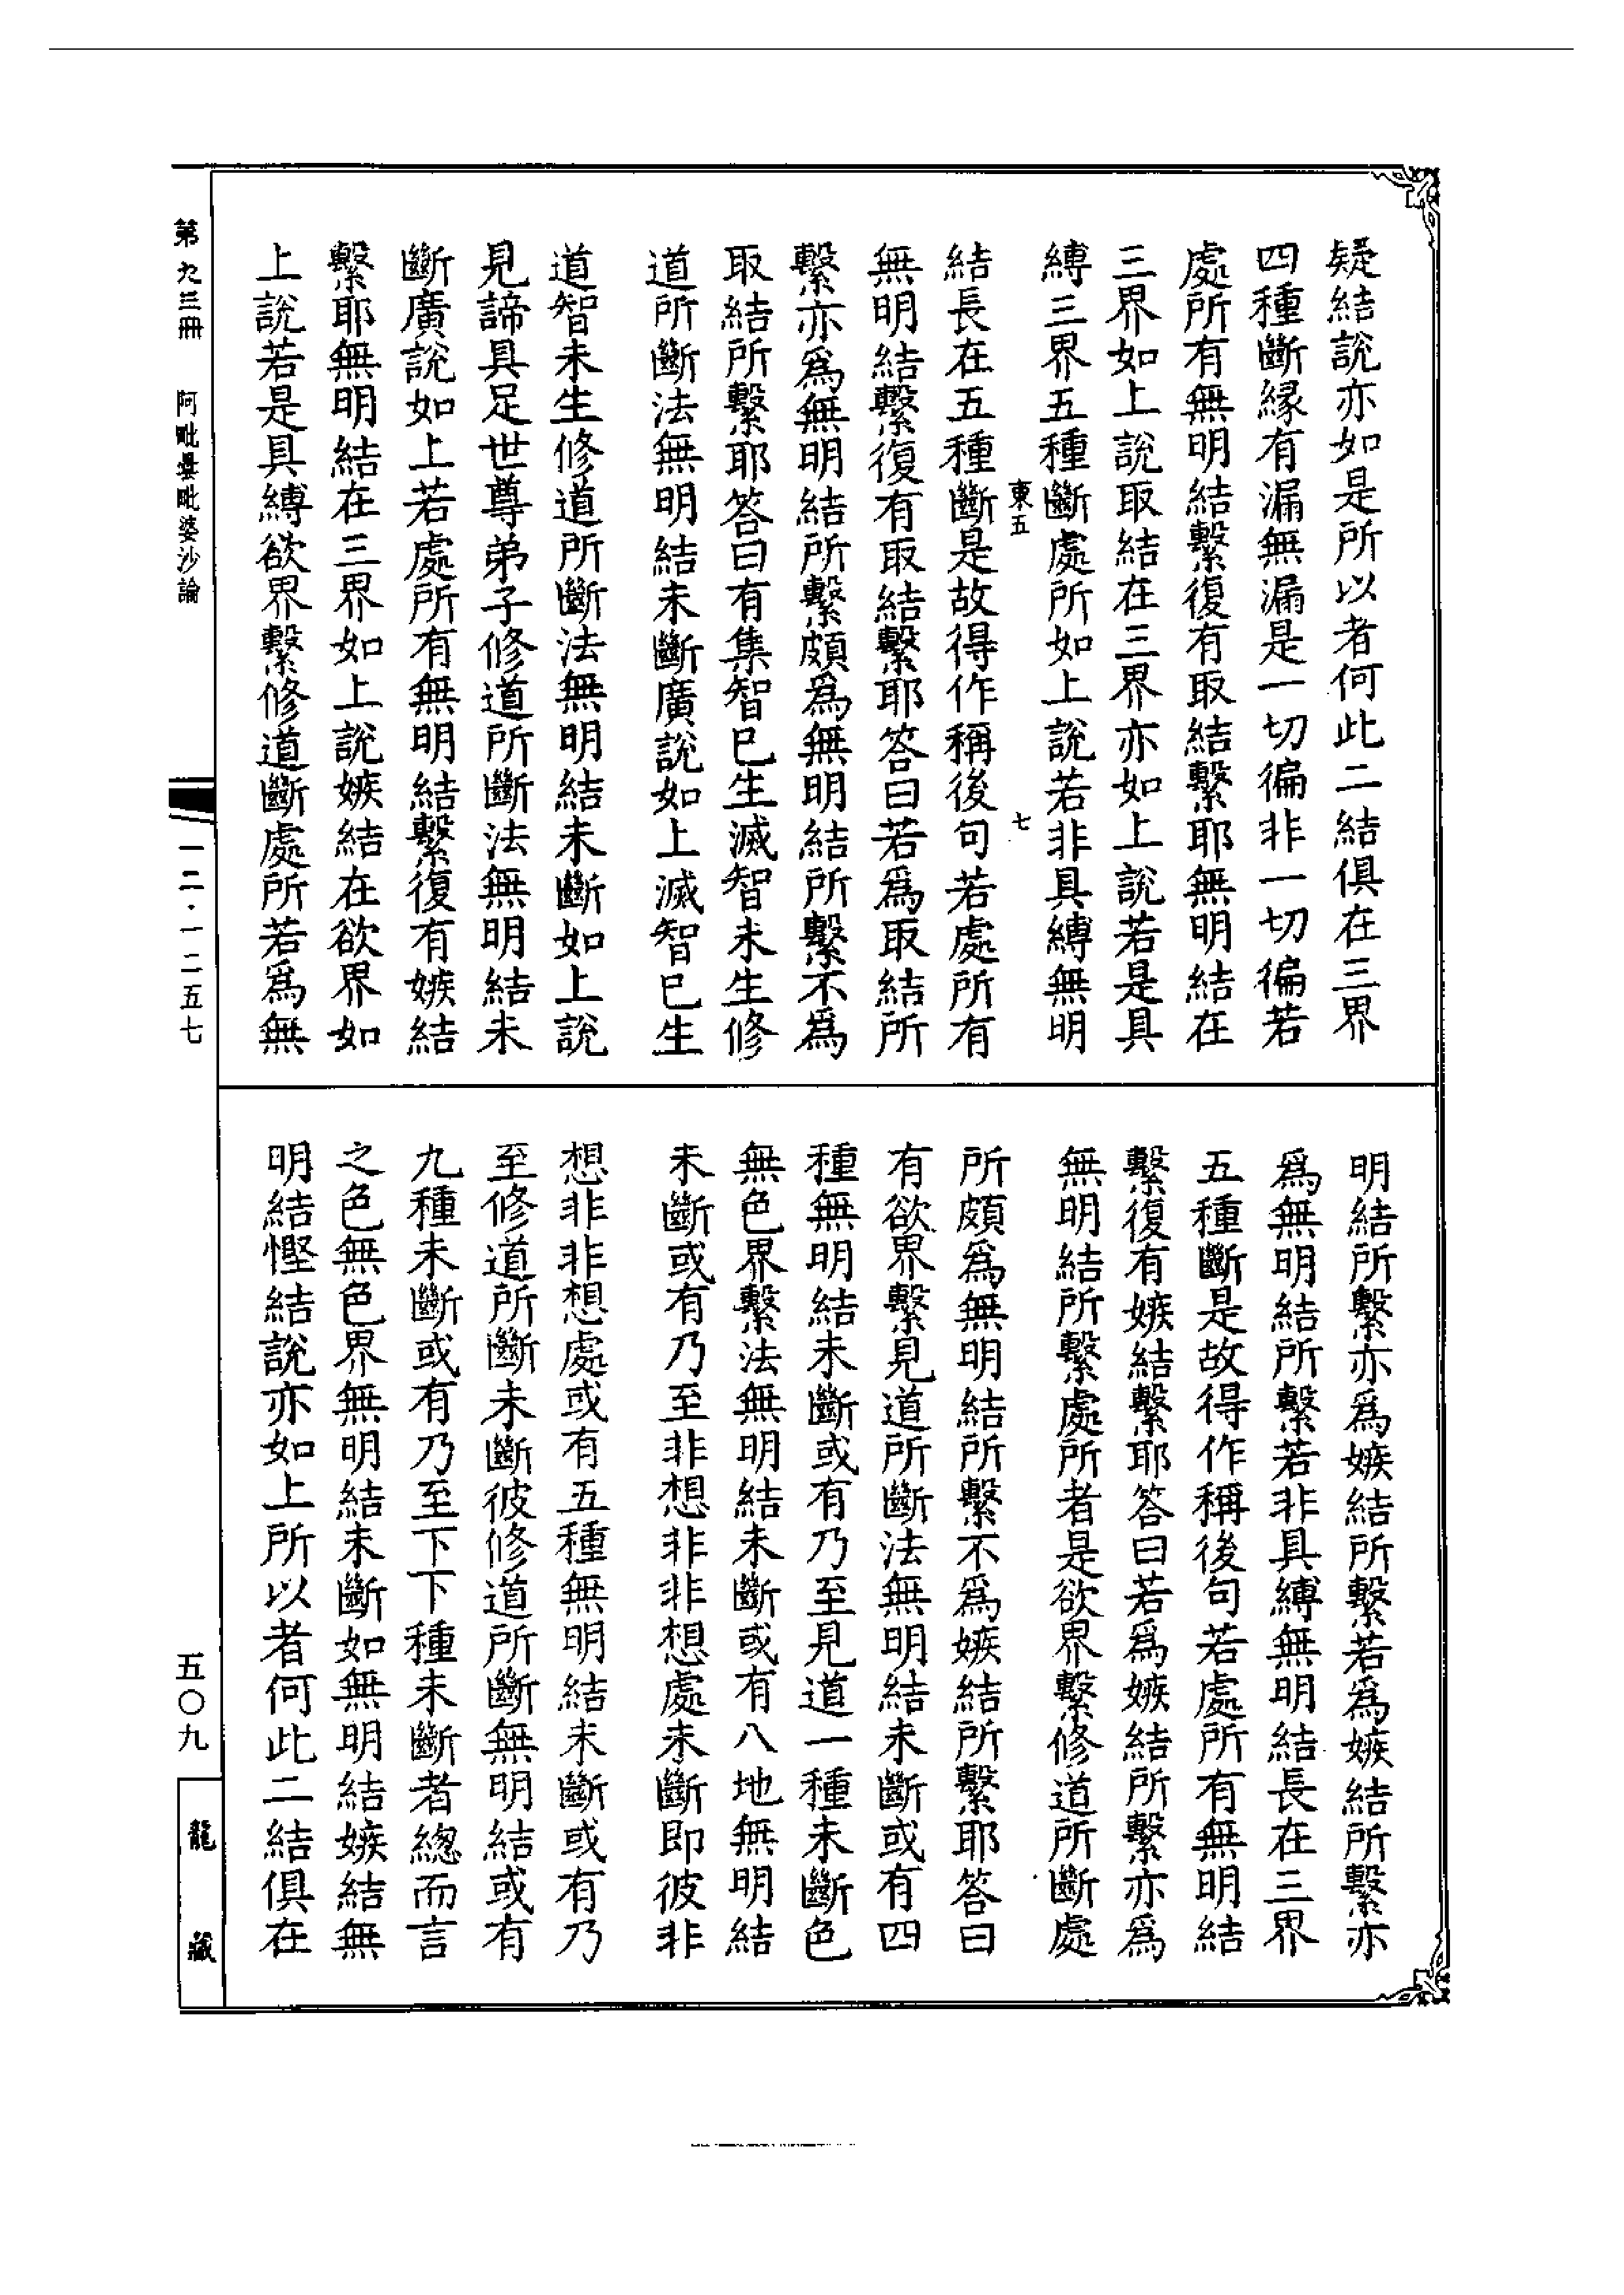 疑結說亦如是所以者何此二結俱在三界
四種斷緣有漏無漏是一切徧非一切徧若
處所有無明結繫復有取結繫耶無明結在
三界如上說取結在三界亦如上說若是具
縛三界五種斷處所如上說若非具縛無明
東五 七
結長在五種斷是故得作稱後句若處所有
無明結繫復有取結繫耶答曰若爲取結所
繫亦爲無明結所繫頗爲無明結所繫不爲
取結所繫耶答曰有集智巳生滅智未生修
道所斷法無明結未斷廣說如上滅智巳生
道智未生修道所斷法無明結未斷如上說
見諦具足世尊弟子修道所斷法無明結未
斷廣說如上若處所有無明結繫復有嫉結
繫耶無明結在三界如上說嫉結在欲界如
上說若是具縛欲界繫修道斷處所若爲無
明結所繫亦爲嫉結所繫若爲嫉結所繫亦
爲無明結所繫若非具縛無明結長在三界
五種斷是故得作稱後句若處所有無明結
繫復有嫉結繫耶答曰若爲嫉結所繫亦爲
無明結所繫處所者是欲界繫修道所斷處
所頗爲無明結所繫不爲嫉結所繫耶答曰
有欲界繫見道所斷法無明結未斷或有四
種無明結未斷或有乃至見道一種未斷色
無色界繫法無明結未斷或有八地無明結
未斷或有乃至非想非非想處未斷即彼非
想非非想處或有五種無明結未斷或有乃
至修道所斷未斷彼修道所斷無明結或有
九種未斷或有乃至下下種未斷者總而言
之色無色界無明結未斷如無明結嫉結無
明結慳結說亦如上所以者何此二結俱在
第九三冊 阿毗曇毗婆沙論
一二·一二五七
五〇九
龍藏